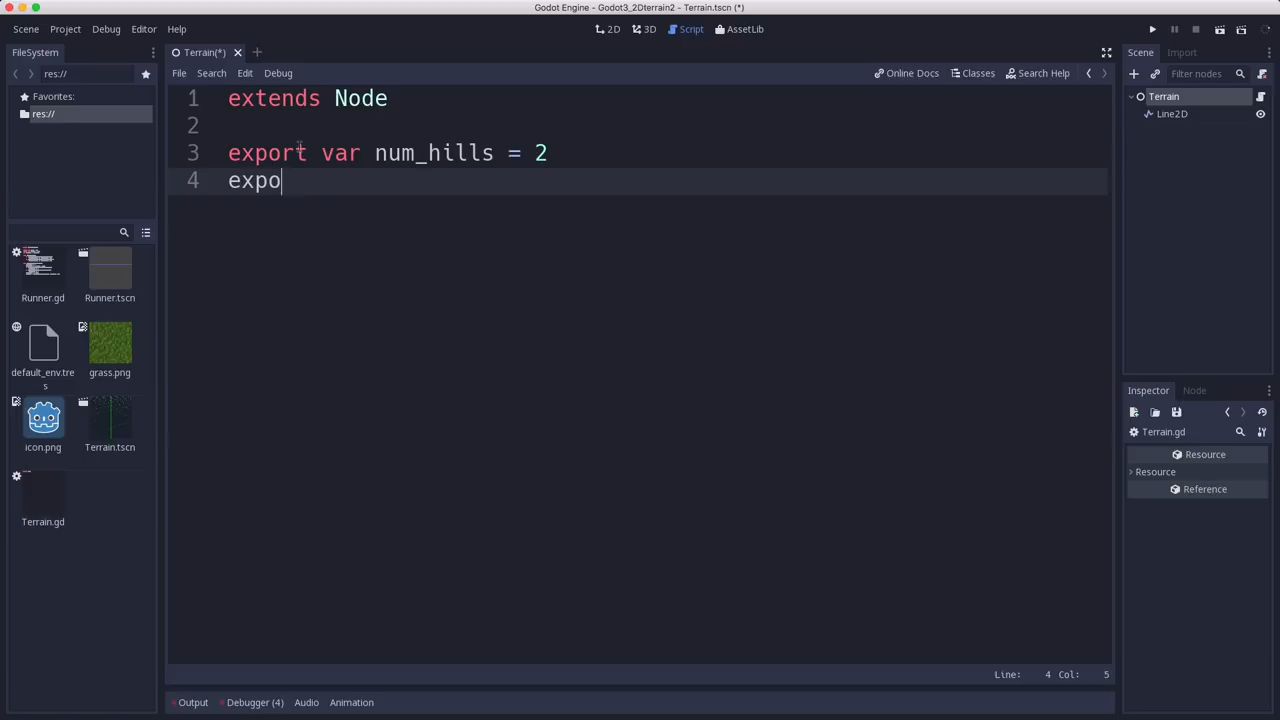 Godot Engine - Godot3_2Dterrain2 - Terrain.tscn (*)
Scene Project Debug Editor Help
2D 3D Script AssetLib
FileSystem
res://
Favorites:
res://
Runner.gd Runner.tscn
default_env.tre
s
grass.png
icon.png Terrain.tscn
Terrain.gd
Terrain(*)
File Search Edit Debug
Online Docs Classes Search Help
1 extends Node
2
3 export var num_hills = 2
4 expo
Line: 4 Col: 5
Output Debugger (4) Audio Animation
Scene Import
Filter nodes
Terrain
Line2D
Inspector Node
Terrain.gd
Resource
Resource
Reference